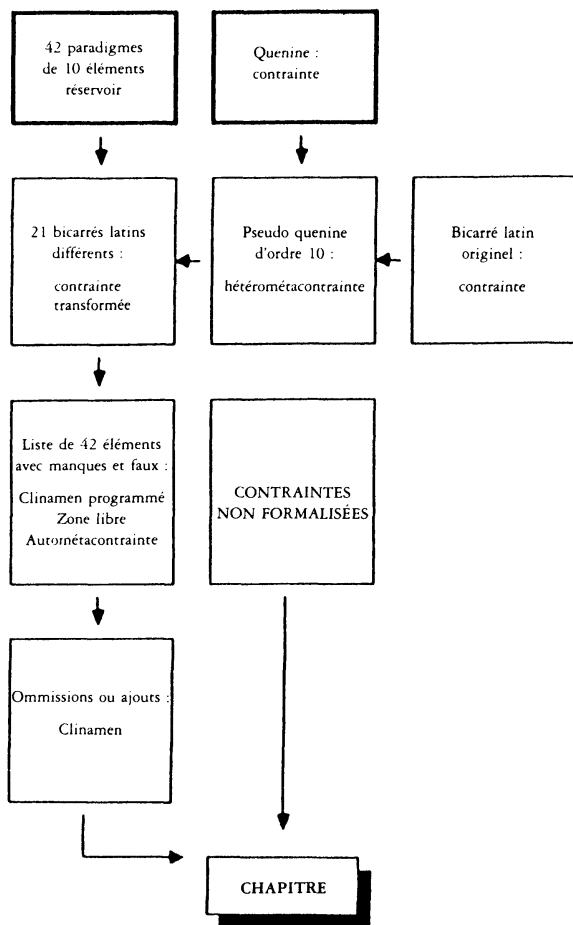 42 paradigmes
de 10 éléments
réservoir
Quenine :
contrainte
21 bicarrés latins
différents :
contrainte
transformée
Pseudo quenine
d'ordre 10 :
hétérométacontrainte
Bicarré latin
originel :
contrainte
Liste de 42 éléments
avec manques et faux :
Clinamen programmé
Zone libre
Autométacontrainte
CONTRAINTES
NON FORMALISÉES
Ommissions ou ajouts :
Clinamen
CHAPITRE